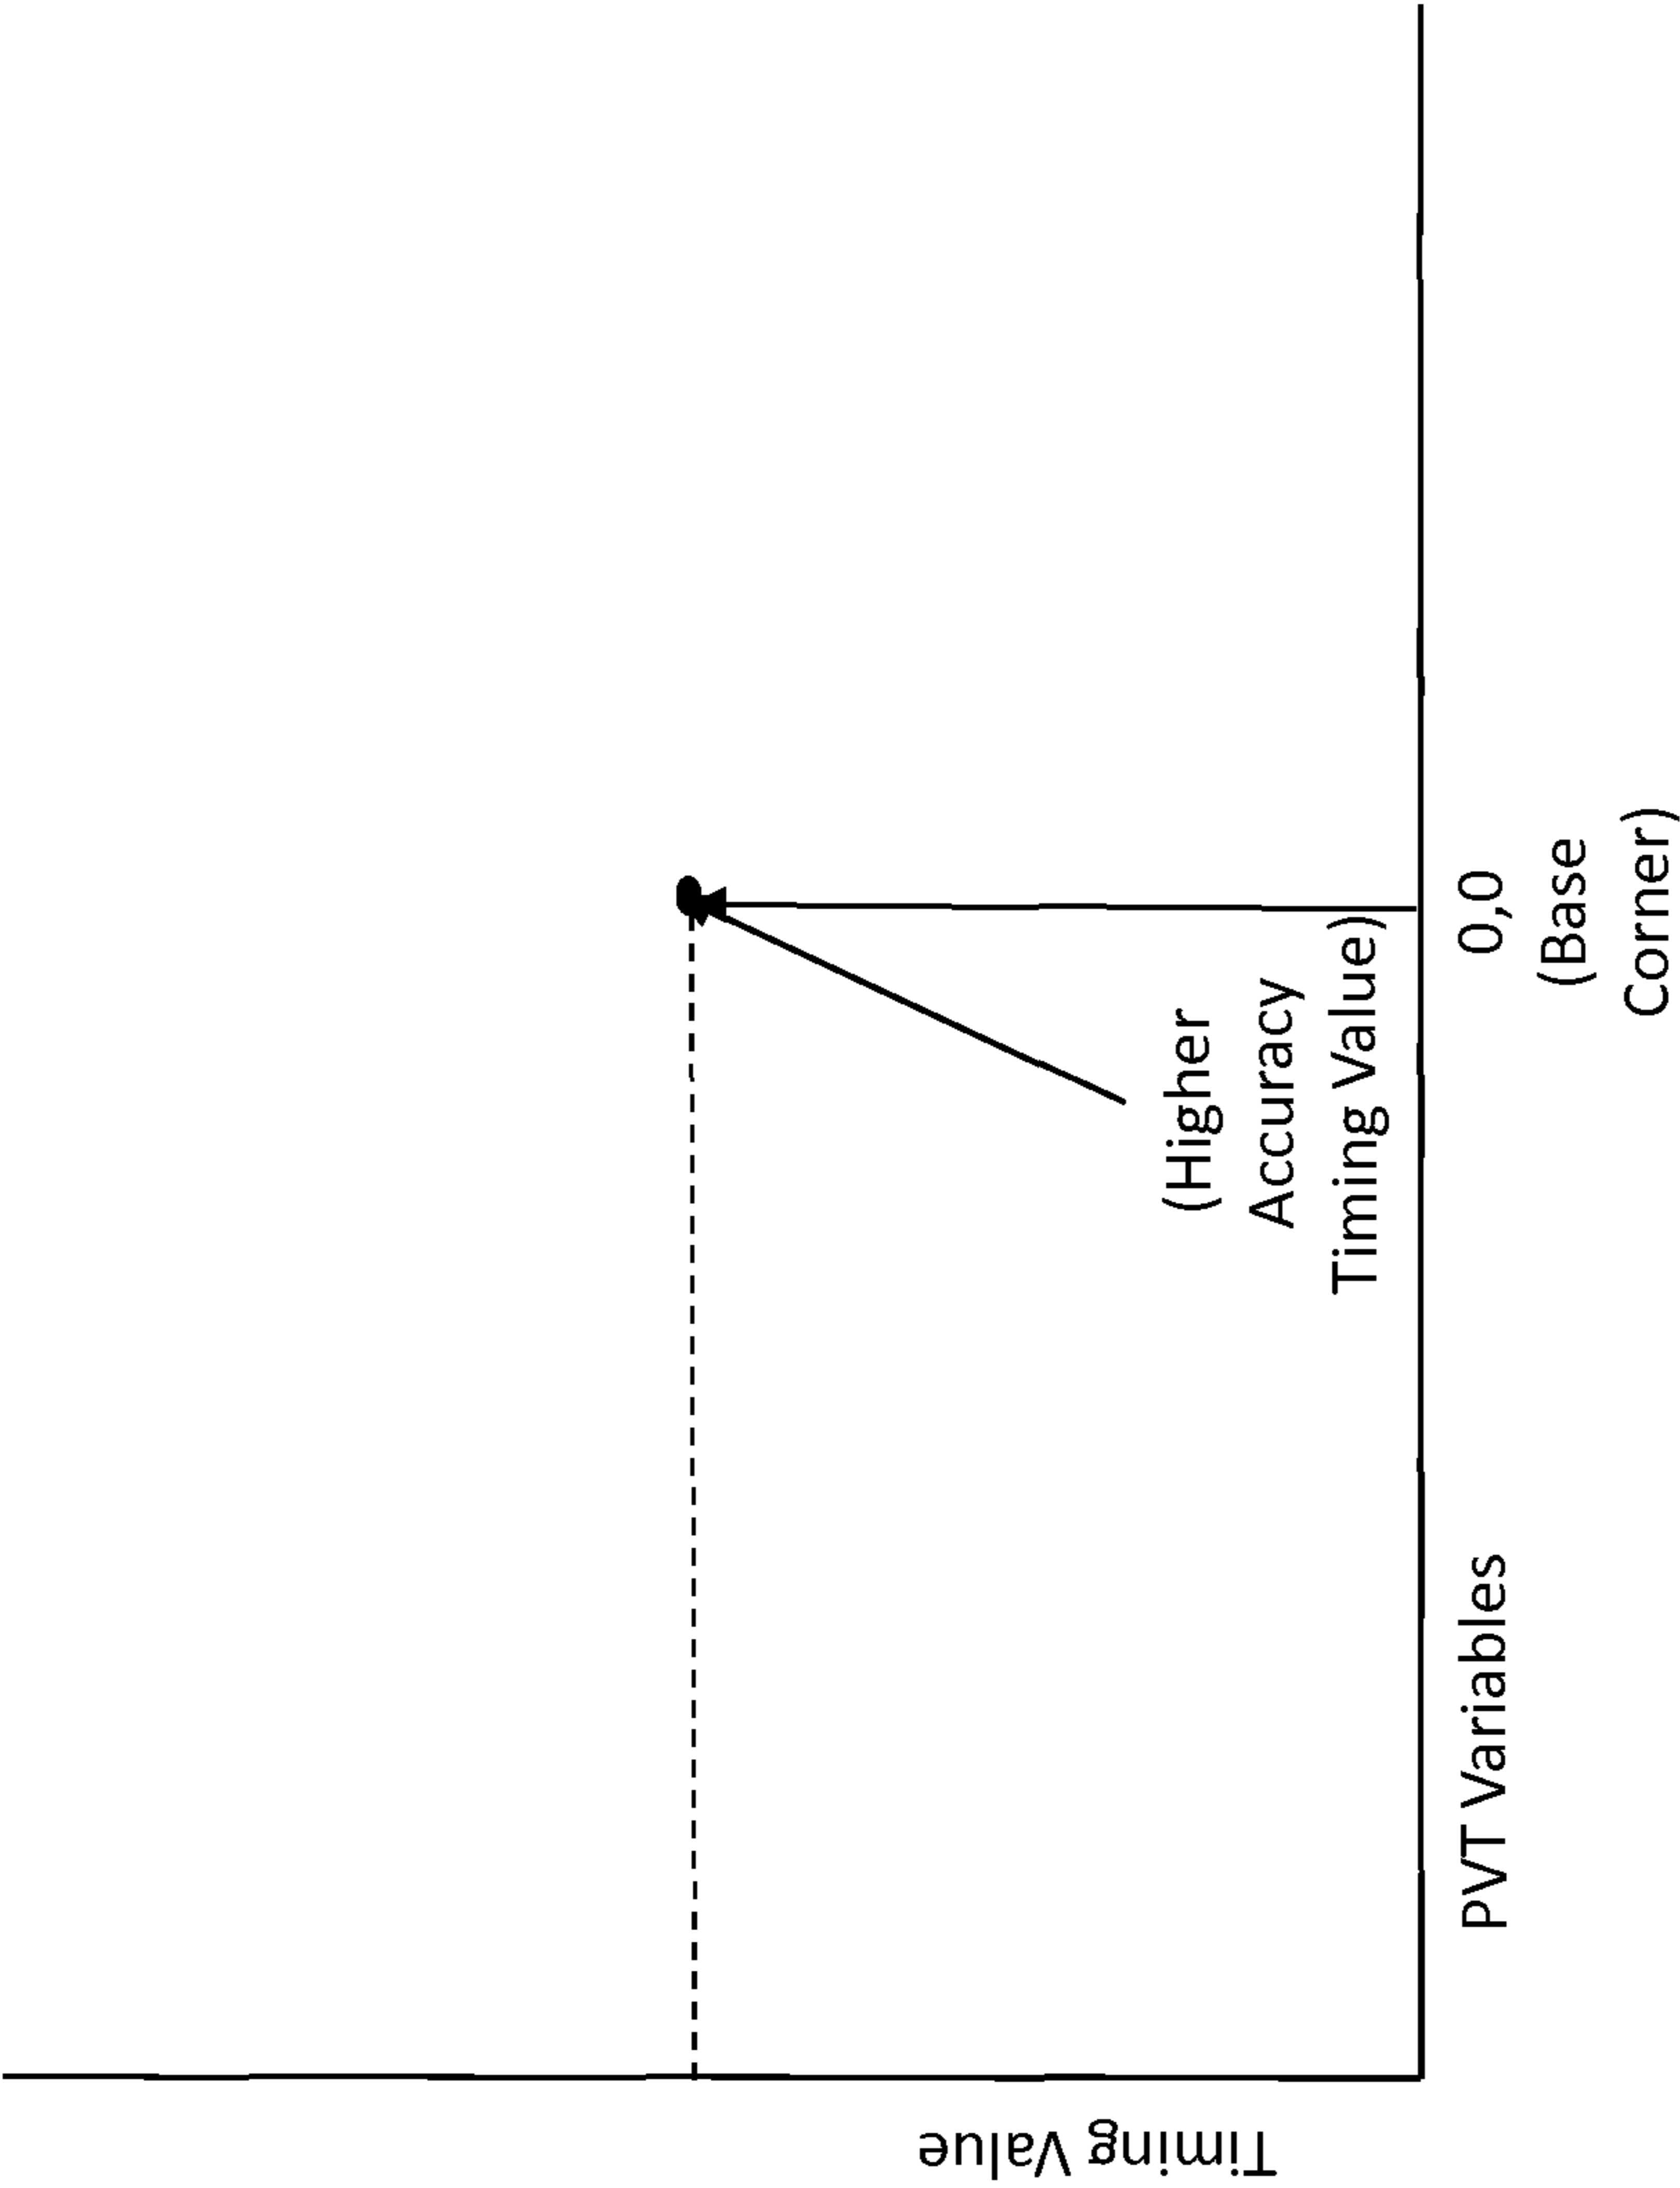 Timing Value
(Higher
Accuracy
Timing Value)
PVT Variables
0,0
(Base
Corner)